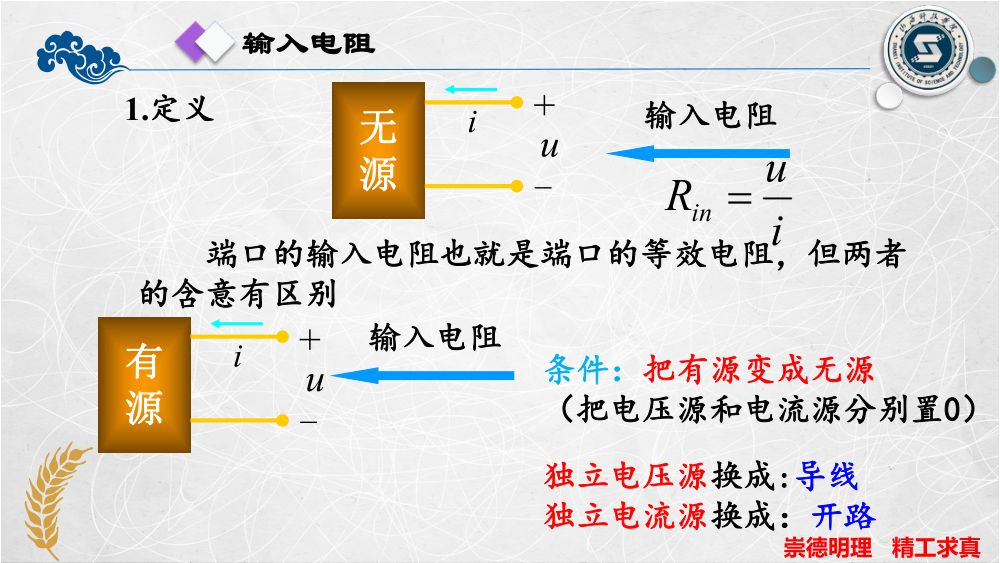 输入电阻
1.定义
无
源
i
+
u
−
输入电阻
R_in = u/i
端口的输入电阻也就是端口的等效电阻，但两者
的含意有区别
有
源
i
+
u
−
输入电阻
条件：把有源变成无源
（把电压源和电流源分别置0）
独立电压源换成:导线
独立电流源换成：开路
崇德明理 精工求真